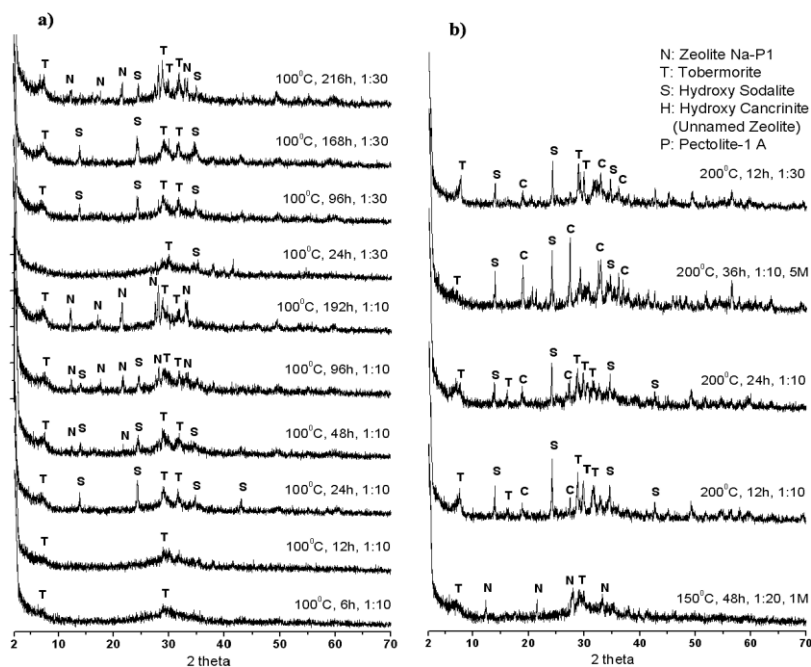 a)
T N N N S T T T N S
100⁰C, 216h, 1:30
T S S T T S
100⁰C, 168h, 1:30
T S S T T S
100⁰C, 96h, 1:30
T S
100⁰C, 24h, 1:30
T N N N N T T N
100⁰C, 192h, 1:10
T N S N N S N T T N
100⁰C, 96h, 1:10
T N S N S T T S
100⁰C, 48h, 1:10
T S S T T S S
100⁰C, 24h, 1:10
T T
100⁰C, 12h, 1:10
T T
100⁰C, 6h, 1:10
2 10 20 30 40 50 60 70
2 theta
b)
N: Zeolite Na-P1
T: Tobermorite
S: Hydroxy Sodalite
H: Hydroxy Cancrinite
(Unnamed Zeolite)
P: Pectolite-1 A
T S C S T T C S C
200⁰C, 12h, 1:30
T S C S C T C S C
200⁰C, 36h, 1:10, 5M
T S T C S C T T T S S
200⁰C, 24h, 1:10
T S T C S C T T T S S
200⁰C, 12h, 1:10
T N N N T N
150⁰C, 48h, 1:20, 1M
2 10 20 30 40 50 60 70
2 theta